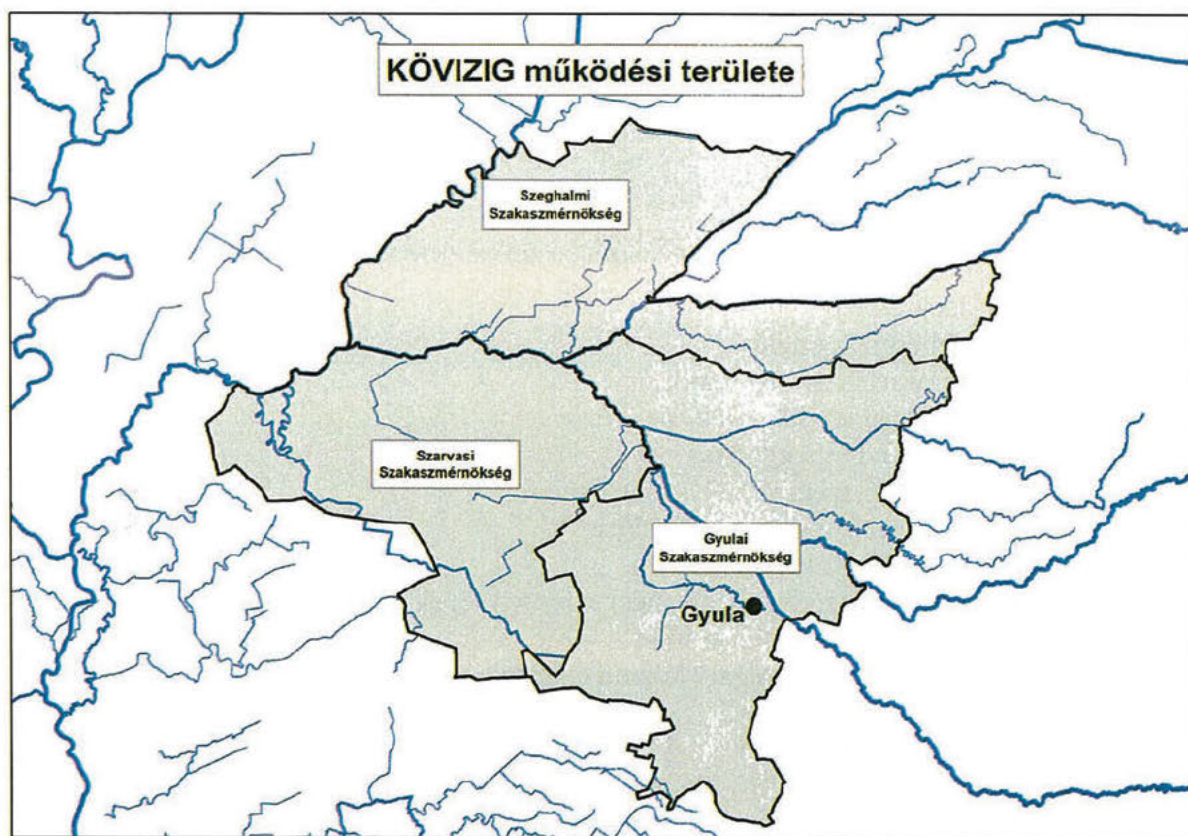 KÖVIZIG működési területe
Szeghalmi
Szakaszmérnökség
Szarvasi
Szakaszmérnökség
Gyulai
Szakaszmérnökség
Gyula